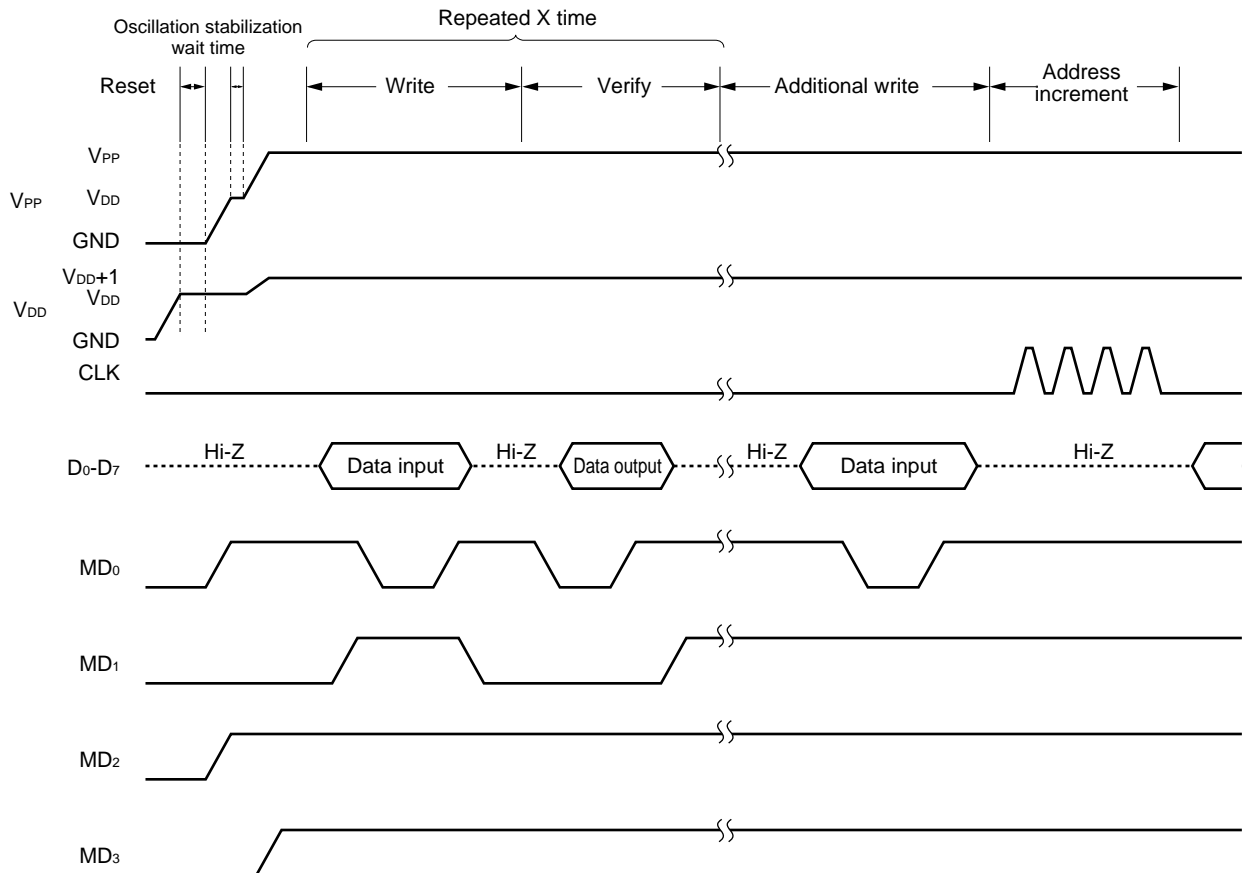 Repeated X time
Oscillation stabilization
wait time
Reset
Write
Verify
Additional write
Address
increment
VPP
VPP
VDD
GND
VDD
VDD+1
VDD
GND
CLK
D0-D7
Hi-Z
Data input
Hi-Z
Data output
Hi-Z
Data input
Hi-Z
MD0
MD1
MD2
MD3